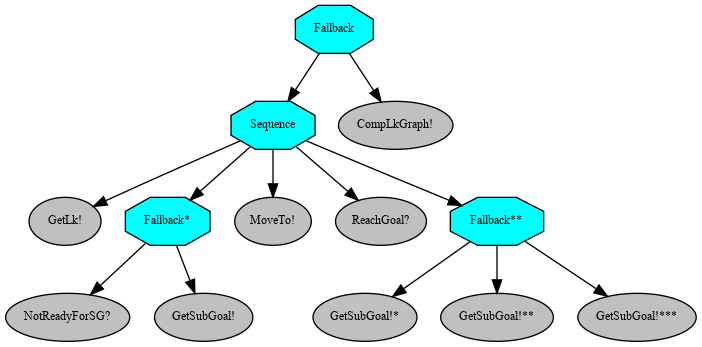 Fallback
Sequence
CompLkGraph!
GetLk!
Fallback*
MoveTo!
ReachGoal?
Fallback**
NotReadyForSG?
GetSubGoal!
GetSubGoal!*
GetSubGoal!**
GetSubGoal!***